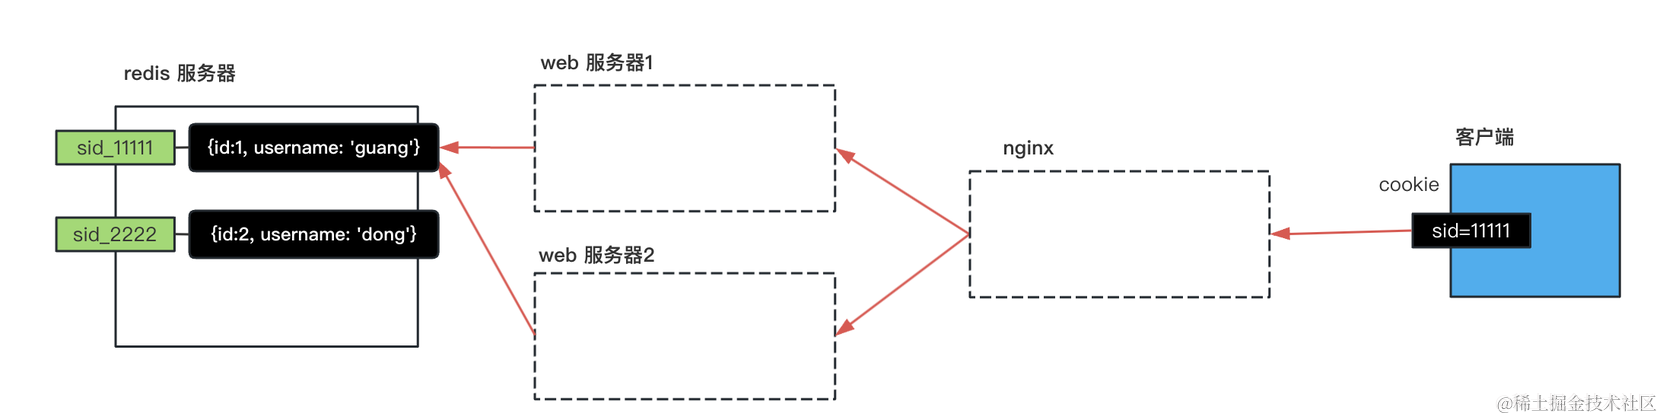 redis 服务器
sid_11111
{id:1, username: 'guang'}
sid_2222
{id:2, username: 'dong'}
web 服务器1
web 服务器2
nginx
客户端
cookie
sid=11111
@稀土掘金技术社区